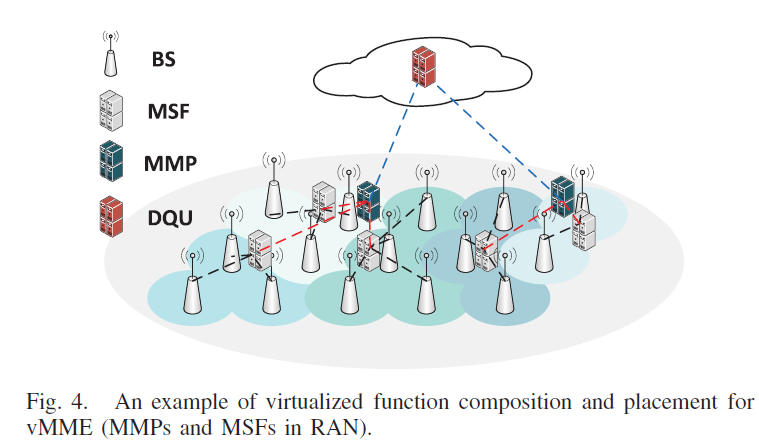 BS
MSF
MMP
DQU
Fig. 4. An example of virtualized function composition and placement for
vMME (MMPs and MSFs in RAN).